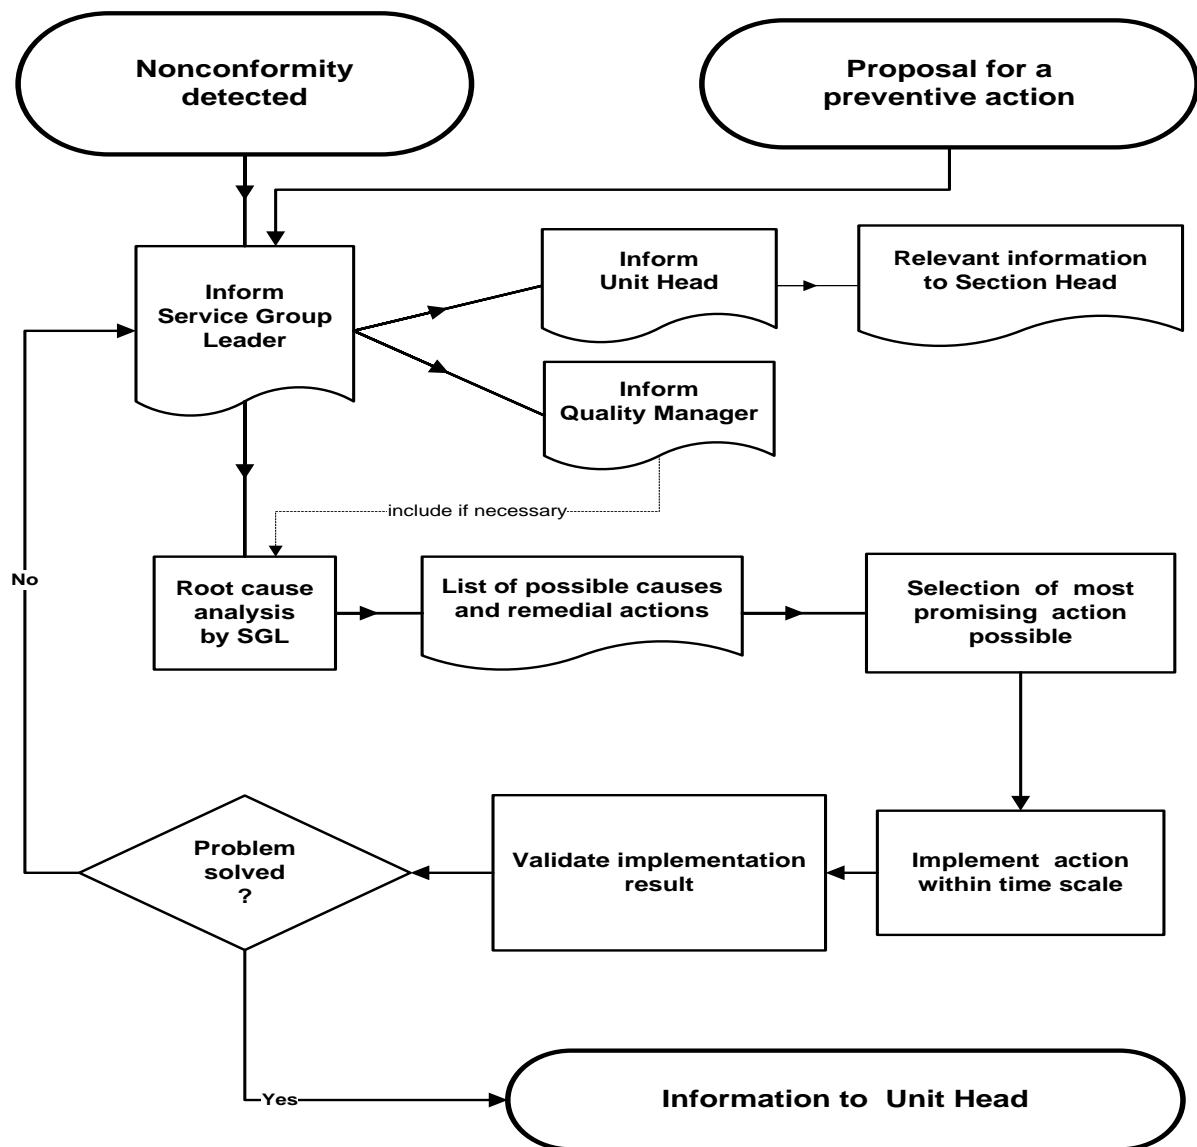 Nonconformity
detected
Proposal for a
preventive action
Inform
Service Group
Leader
Inform
Unit Head
Relevant information
to Section Head
Inform
Quality Manager
include if necessary
No
Root cause
analysis
by SGL
List of possible causes
and remedial actions
Selection of most
promising action
possible
Problem
solved
?
Validate implementation
result
Implement action
within time scale
Yes
Information to Unit Head